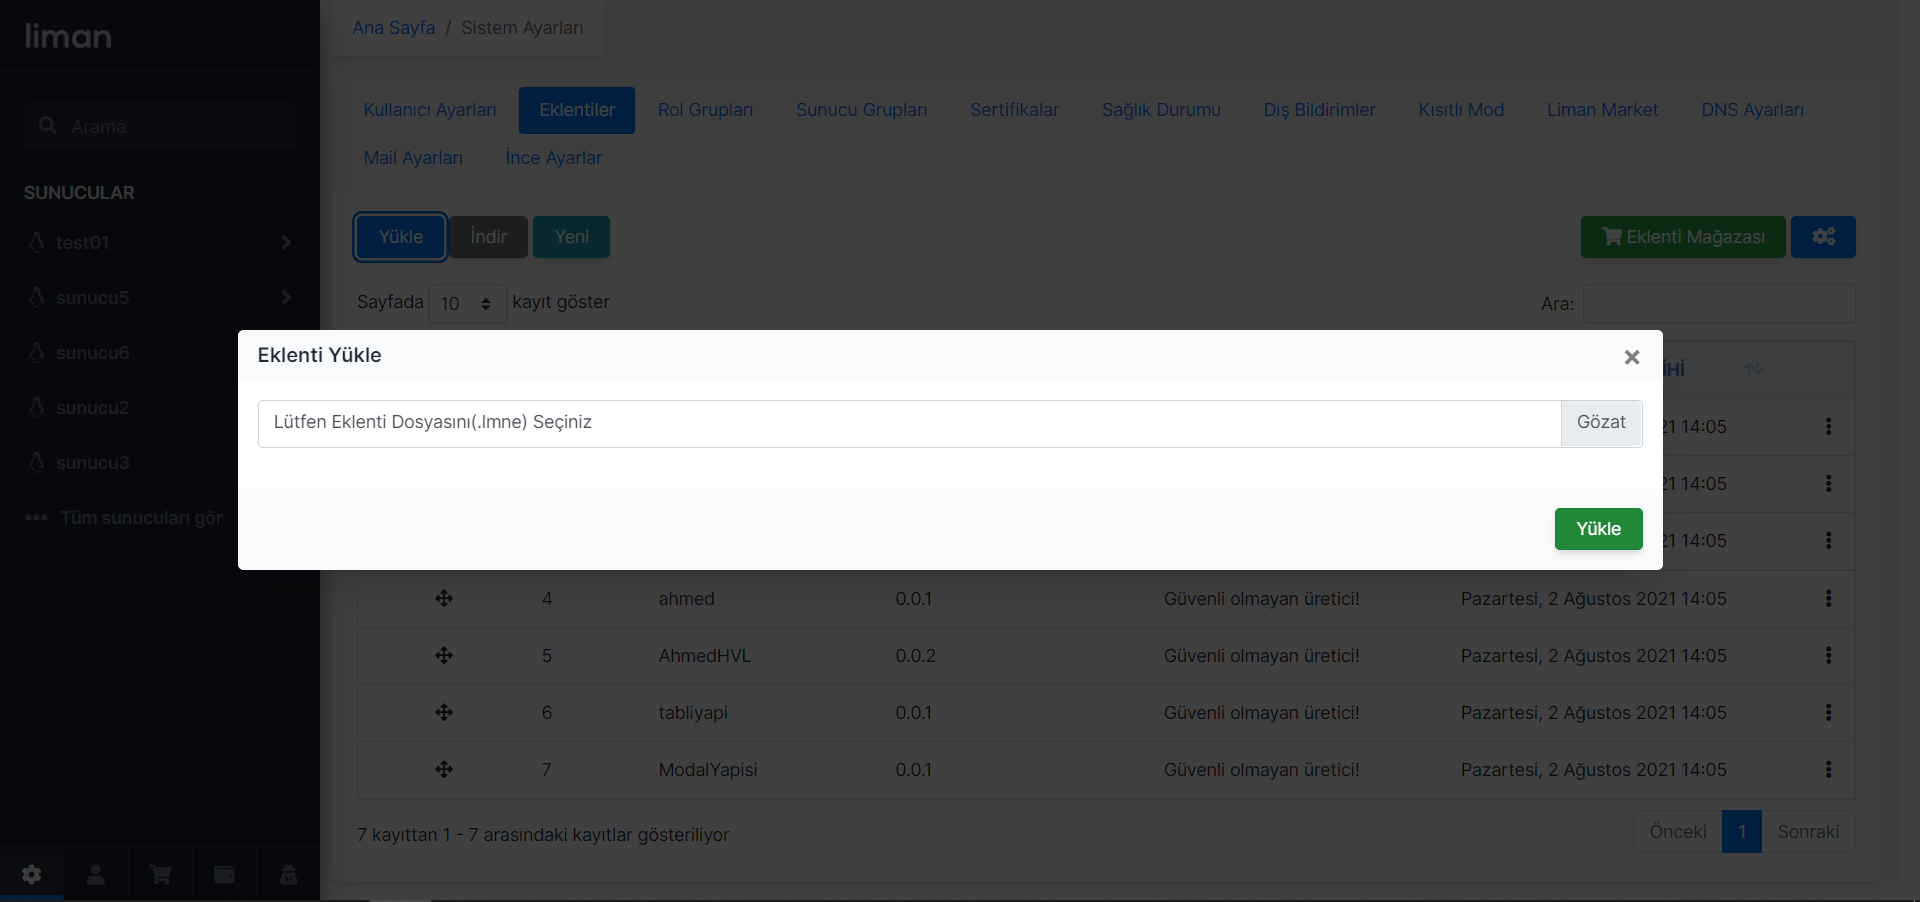 liman
Ana Sayfa / Sistem Ayarları
Arama
Kullanıcı Ayarları Eklentiler Rol Grupları Sunucu Grupları Sertifikalar Sağlık Durumu Dış Bildirimler Kısıtlı Mod Liman Market DNS Ayarları
Mail Ayarları İnce Ayarlar
SUNUCULAR
test01
sunucu5
sunucu6
sunucu2
sunucu3
Tüm sunucuları gör
Yükle İndir Yeni Eklenti Mağazası
Sayfada 10 kayıt göster Ara:
Eklenti Yükle
Lütfen Eklenti Dosyasını(.lmne) Seçiniz Gözat
Yükle
İHİ
21 14:05
21 14:05
21 14:05
4 ahmed 0.0.1 Güvenli olmayan üretici! Pazartesi, 2 Ağustos 2021 14:05
5 AhmedHVL 0.0.2 Güvenli olmayan üretici! Pazartesi, 2 Ağustos 2021 14:05
6 tabliyapi 0.0.1 Güvenli olmayan üretici! Pazartesi, 2 Ağustos 2021 14:05
7 ModalYapisi 0.0.1 Güvenli olmayan üretici! Pazartesi, 2 Ağustos 2021 14:05
7 kayıttan 1 - 7 arasındaki kayıtlar gösteriliyor
Önceki 1 Sonraki